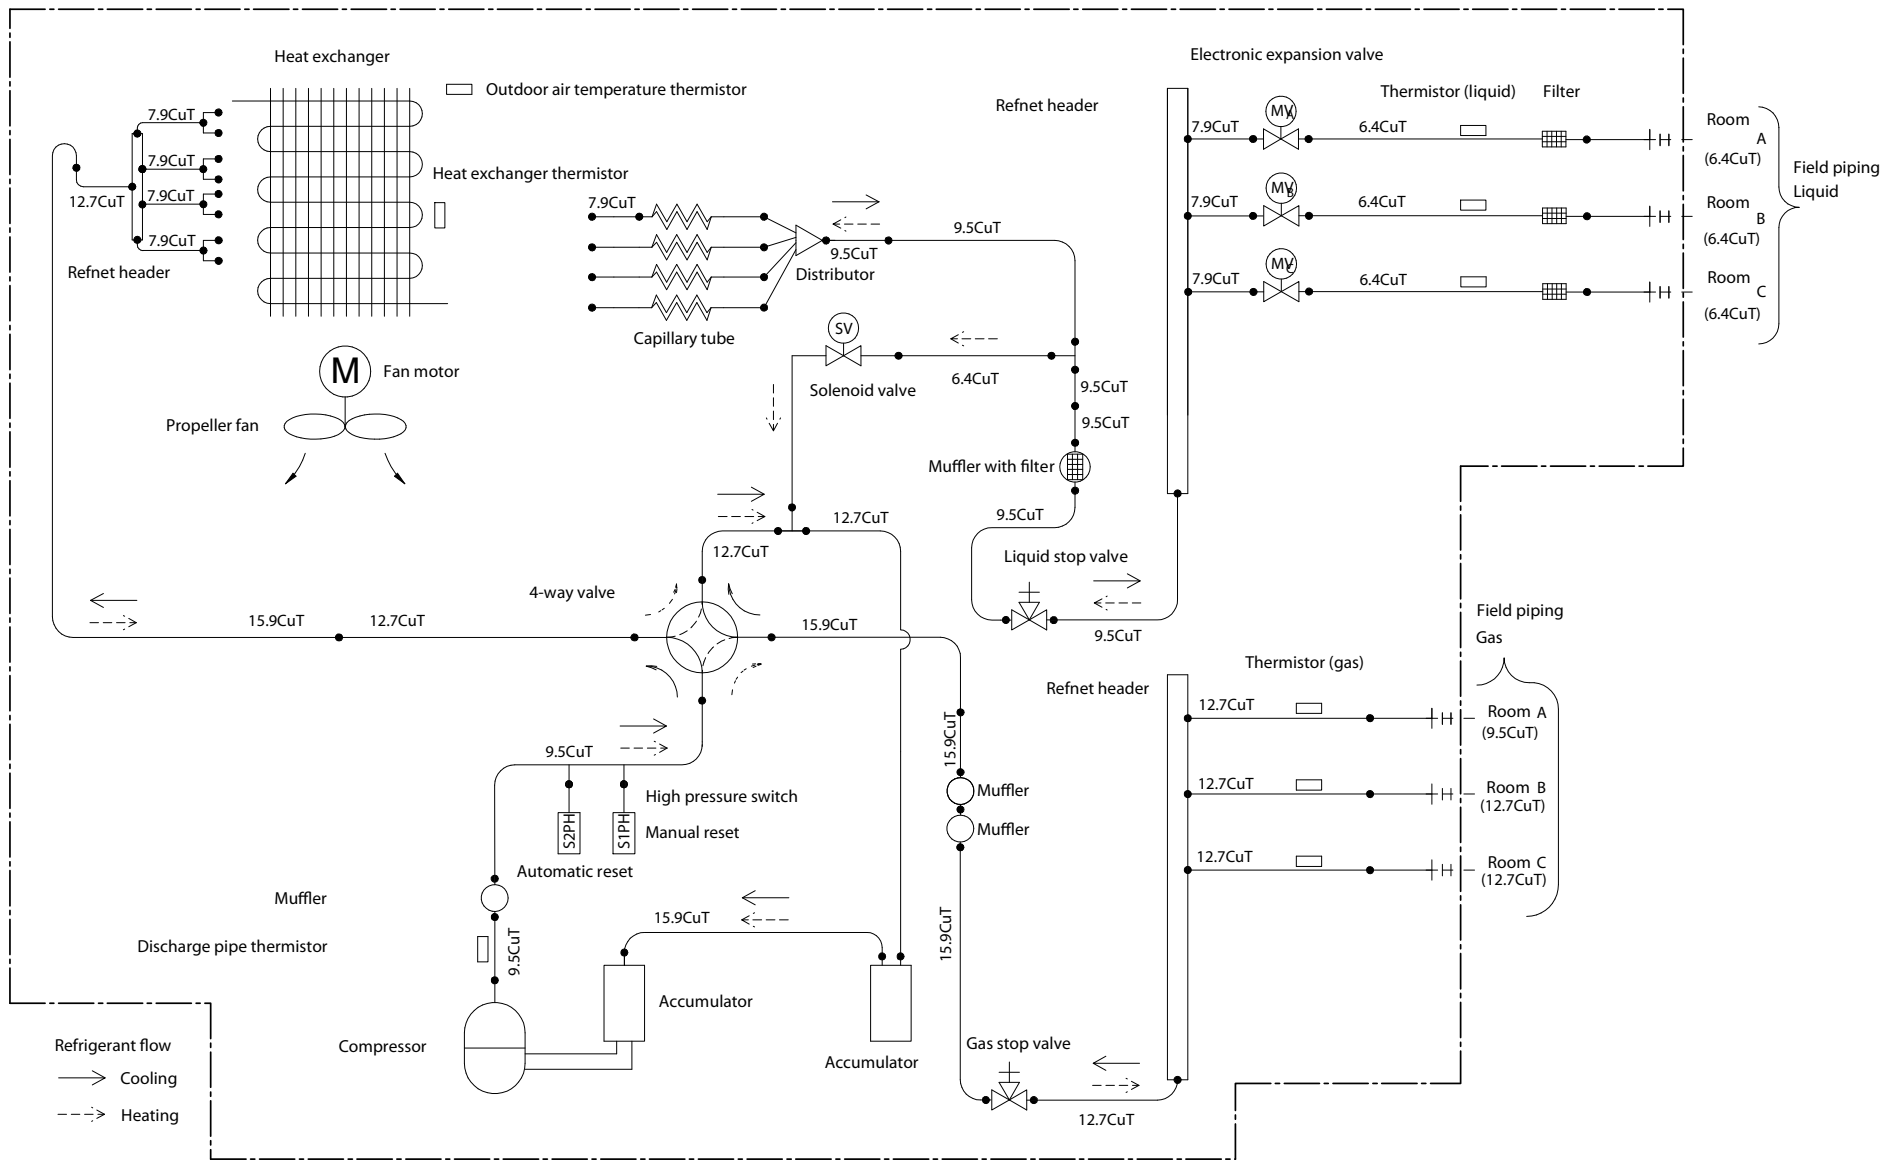 Heat exchanger
Outdoor air temperature thermistor
7.9CuT
7.9CuT
7.9CuT
7.9CuT
12.7CuT
Refnet header
Heat exchanger thermistor
M
Fan motor
Propeller fan
7.9CuT
Capillary tube
Distributor
9.5CuT
9.5CuT
SV
Solenoid valve
6.4CuT
9.5CuT
9.5CuT
Muffler with filter
9.5CuT
Liquid stop valve
9.5CuT
Refnet header
Electronic expansion valve
Thermistor (liquid)
Filter
7.9CuT
MVA
6.4CuT
Room A
(6.4CuT)
7.9CuT
MVB
6.4CuT
Room B
(6.4CuT)
7.9CuT
MVC
6.4CuT
Room C
(6.4CuT)
Field piping
Liquid
12.7CuT
12.7CuT
4-way valve
15.9CuT
12.7CuT
15.9CuT
9.5CuT
High pressure switch
S2PH
S1PH
Manual reset
Automatic reset
Muffler
Discharge pipe thermistor
9.5CuT
Compressor
Accumulator
15.9CuT
Accumulator
15.9CuT
Muffler
Muffler
15.9CuT
Gas stop valve
12.7CuT
Refnet header
Thermistor (gas)
Field piping
Gas
12.7CuT
Room A
(9.5CuT)
12.7CuT
Room B
(12.7CuT)
12.7CuT
Room C
(12.7CuT)
Refrigerant flow
Cooling
Heating